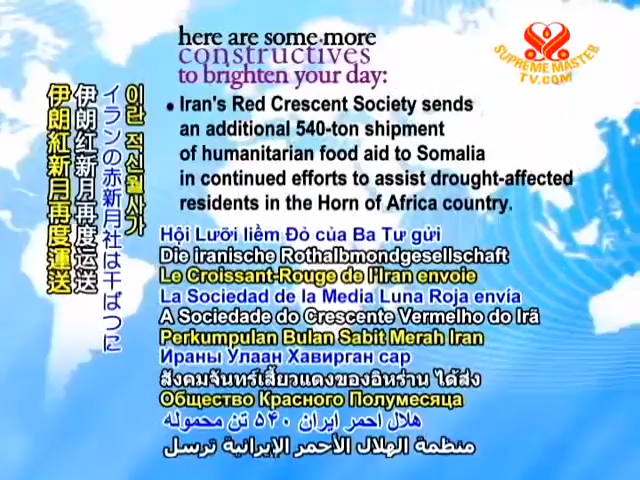 here are some more
constructives
to brighten your day:
SUPREME MASTER
TV.COM
• Iran's Red Crescent Society sends
an additional 540-ton shipment
of humanitarian food aid to Somalia
in continued efforts to assist drought-affected
residents in the Horn of Africa country.
이란 적신월사가
イランの赤新月社は干ばつに
伊朗红新月再度运送
伊朗紅新月再度運送
Hội Lưỡi liềm Đỏ của Ba Tư gửi
Die iranische Rothalbmondgesellschaft
Le Croissant-Rouge de l'Iran envoie
La Sociedad de la Media Luna Roja envía
A Sociedade do Crescente Vermelho do Irã
Perkumpulan Bulan Sabit Merah Iran
Ираны Улаан Хавирган сар
สังคมจันทร์เสี้ยวแดงของอิหร่าน ได้ส่ง
Общество Красного Полумесяца
هلال احمر ایران ۵۴۰ تن محموله
منظمة الهلال الأحمر الإيرانية ترسل